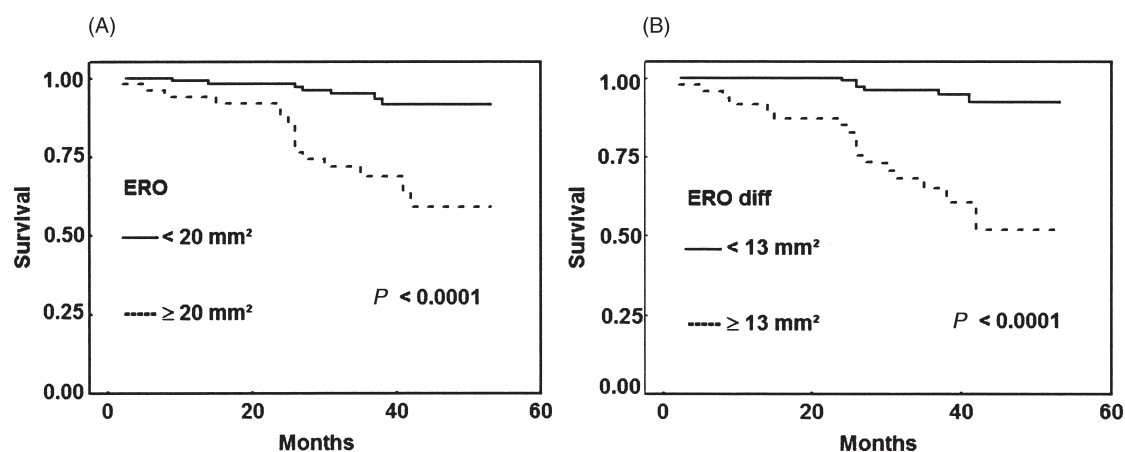 (A)
1.00
0.75
0.50
0.25
0.00
Survival
ERO
< 20 mm²
≥ 20 mm²
P < 0.0001
0 20 40 60
Months
(B)
1.00
0.75
0.50
0.25
0.00
Survival
ERO diff
< 13 mm²
≥ 13 mm²
P < 0.0001
0 20 40 60
Months